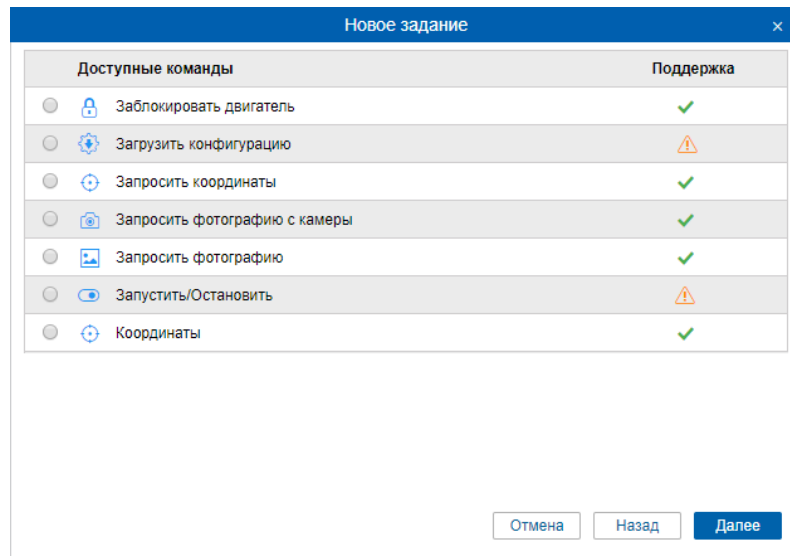 Новое задание
Доступные команды Поддержка
Заблокировать двигатель
Загрузить конфигурацию
Запросить координаты
Запросить фотографию с камеры
Запросить фотографию
Запустить/Остановить
Координаты
Отмена Назад Далее